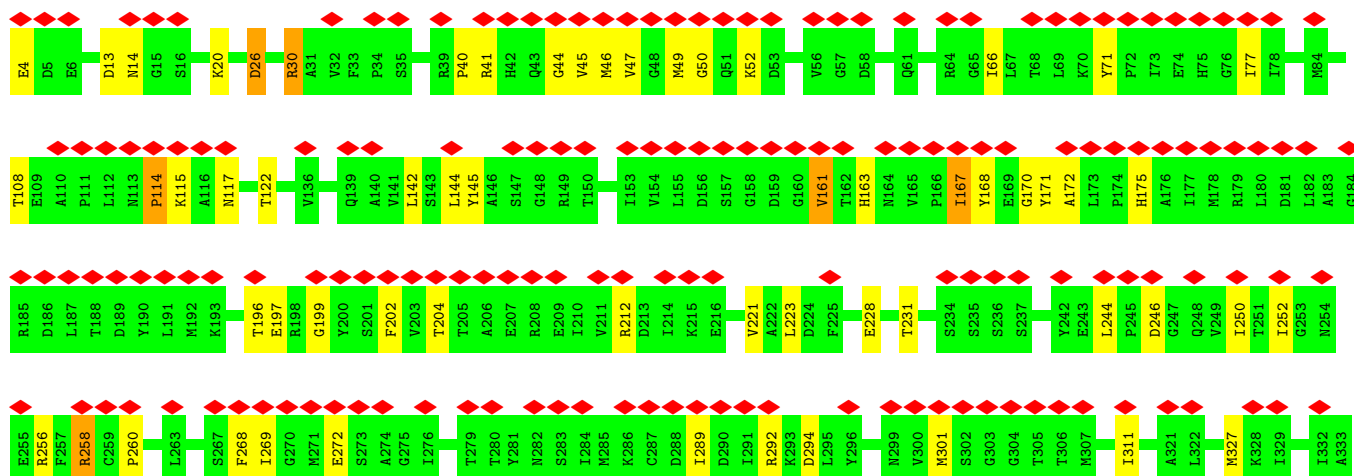 E4 D5 E6 D13 N14 G15 S16 K20 D26 R30 A31 V32 F33 P34 S35 R39 P40 R41 H42 Q43 G44 V45 M46 V47 G48 M49 G50 Q51 K52 D53 V56 G57 D58 Q61 R64 G65 I66 L67 T68 L69 K70 Y71 P72 I73 E74 H75 G76 I77 I78 M84
T108 E109 A110 P111 L112 N113 P114 K115 A116 N117 T122 V136 Q139 A140 V141 L142 S143 L144 Y145 A146 S147 G148 R149 T150 I153 V154 L155 D156 S157 G158 D159 G160 V161 T162 H163 N164 V165 P166 I167 Y168 E169 G170 Y171 A172 L173 P174 H175 A176 I177 M178 R179 L180 D181 L182 A183 G184
R185 D186 L187 T188 D189 Y190 L191 M192 K193 T196 E197 R198 G199 Y200 S201 F202 V203 T204 T205 A206 E207 R208 E209 I210 V211 R212 D213 I214 K215 E216 V221 A222 L223 D224 F225 E228 T231 S234 S235 S236 S237 Y242 E243 L244 P245 D246 G247 Q248 V249 I250 T251 I252 G253 N254
E255 R256 F257 R258 C259 P260 L263 S267 F268 I269 G270 M271 E272 S273 A274 G275 I276 T279 T280 Y281 N282 S283 I284 M285 K286 C287 D288 I289 D290 I291 R292 K293 D294 L295 Y296 N299 V300 M301 S302 G303 G304 T305 T306 M307 I311 A321 L322 M327 K328 I329 I332 A333